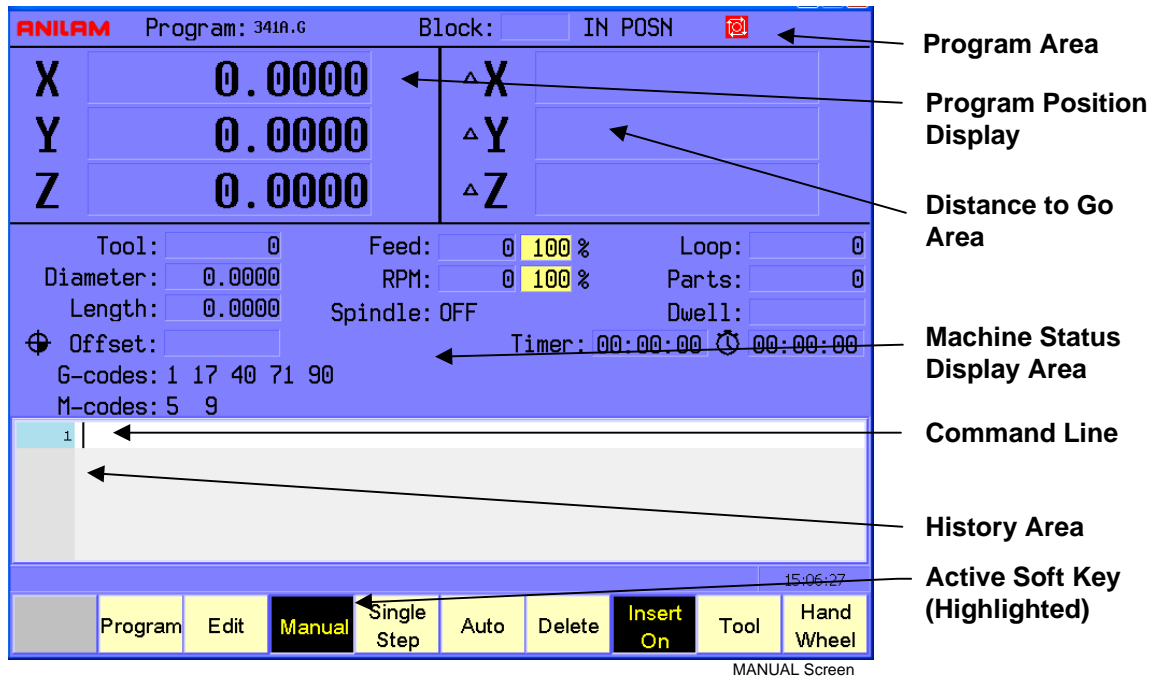 ANILAM Program: 341A.G Block: IN POSN
Program Area
X 0.0000 △X
Program Position
Display
Y 0.0000 △Y
Z 0.0000 △Z
Distance to Go
Area
Tool: 0 Feed: 0 100 % Loop: 0
Diameter: 0.0000 RPM: 0 100 % Parts: 0
Length: 0.0000 Spindle: OFF Dwell:
Offset: Timer: 00:00:00 00:00:00
Machine Status
Display Area
G-codes: 1 17 40 71 90
M-codes: 5 9
1
Command Line
History Area
15:06:27
Active Soft Key
(Highlighted)
Program Edit Manual Single Step Auto Delete Insert On Tool Hand Wheel
MANUAL Screen